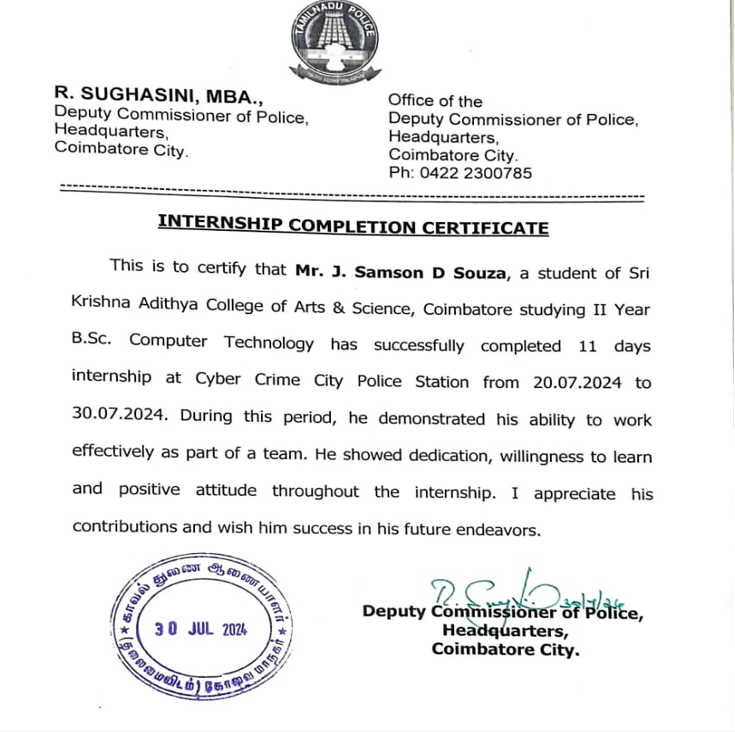 TAMILNADU POLICE
R. SUGHASINI, MBA.,
Deputy Commissioner of Police,
Headquarters,
Coimbatore City.
Office of the
Deputy Commissioner of Police,
Headquarters,
Coimbatore City.
Ph: 0422 2300785
INTERNSHIP COMPLETION CERTIFICATE
This is to certify that Mr. J. Samson D Souza, a student of Sri
Krishna Adithya College of Arts & Science, Coimbatore studying II Year
B.Sc. Computer Technology has successfully completed 11 days
internship at Cyber Crime City Police Station from 20.07.2024 to
30.07.2024. During this period, he demonstrated his ability to work
effectively as part of a team. He showed dedication, willingness to learn
and positive attitude throughout the internship. I appreciate his
contributions and wish him success in his future endeavors.
காவல் துணை ஆணையாளர்
30 JUL 2024
(தலைமையிடம்) கோவை மாநகர்
Deputy Commissioner of Police,
Headquarters,
Coimbatore City.